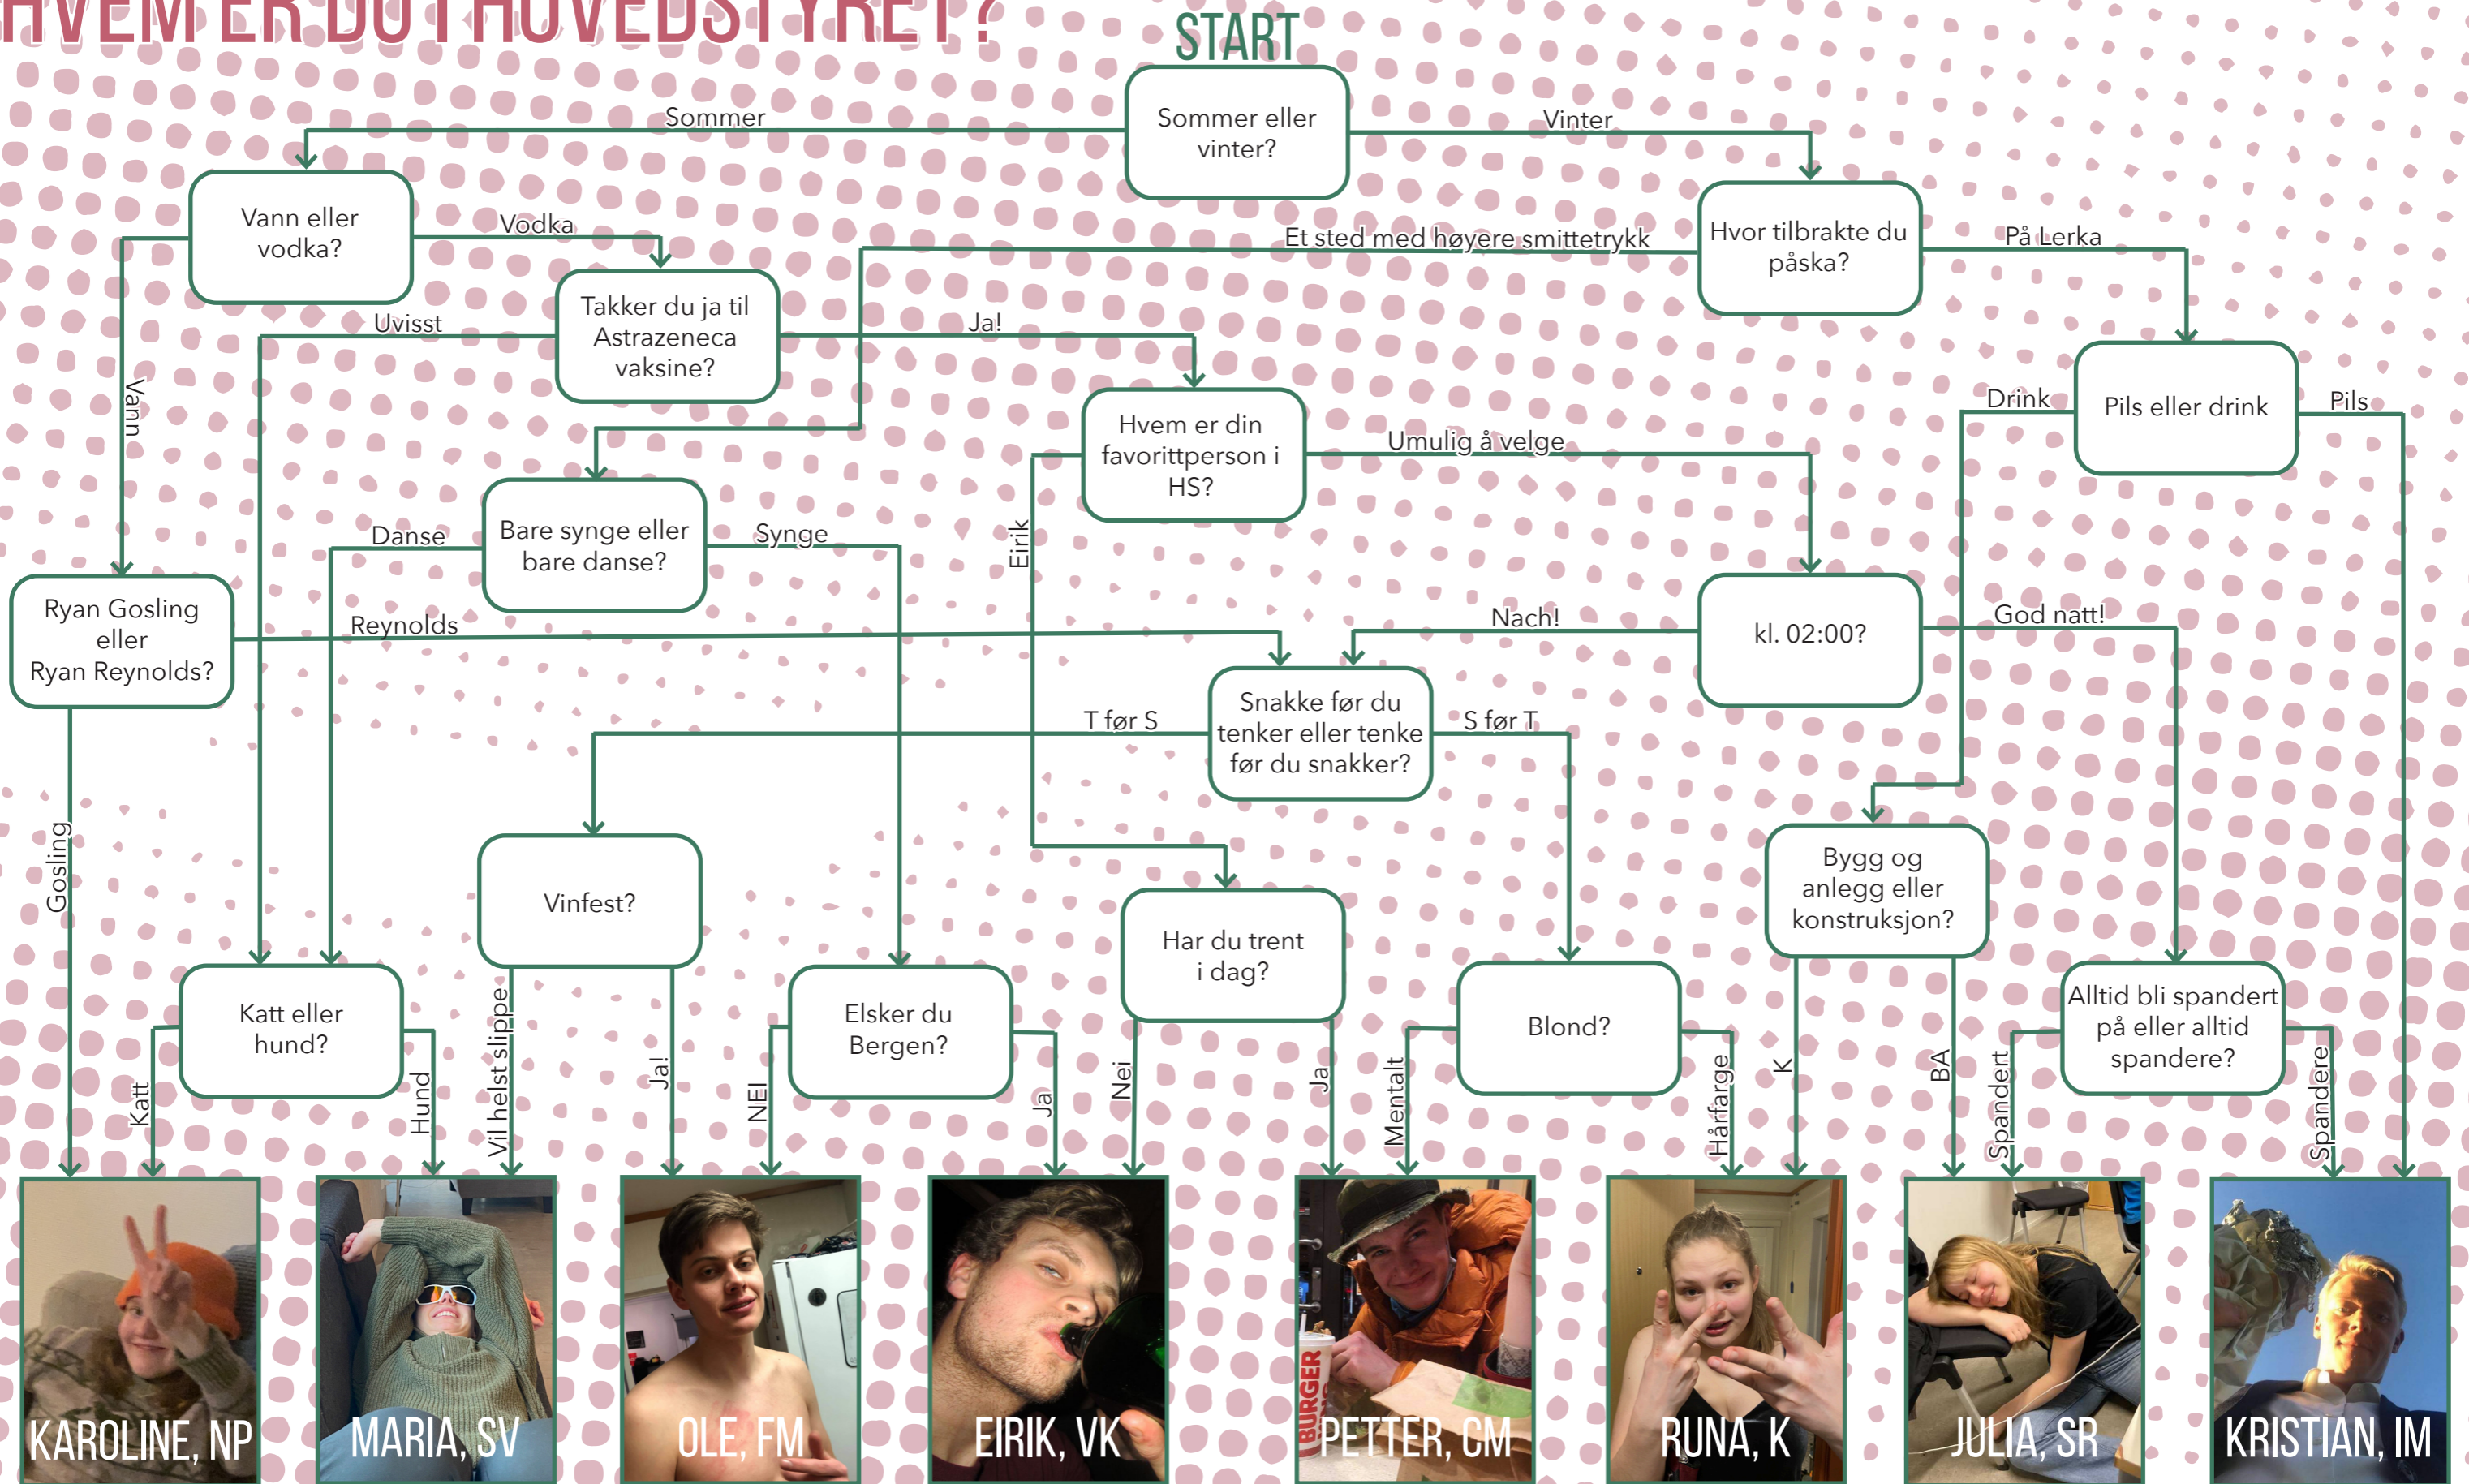 HVEM ER DU I HOVEDSTYRET?
START
Sommer eller
vinter?
Sommer
Vinter
Vann eller
vodka?
Vodka
Vann
Hvor tilbrakte du
påska?
Et sted med høyere smittetrykk
På Lerka
Takker du ja til
Astrazeneca
vaksine?
Uvisst
Ja!
Pils eller drink
Drink
Pils
Hvem er din
favorittperson i
HS?
Umulig å velge
Eirik
Bare synge eller
bare danse?
Danse
Synge
Ryan Gosling
eller
Ryan Reynolds?
Reynolds
Gosling
kl. 02:00?
Nach!
God natt!
Snakke før du
tenker eller tenke
før du snakker?
T før S
S før T
Vinfest?
Vil helst slippe
Ja!
Bygg og
anlegg eller
konstruksjon?
K
BA
Har du trent
i dag?
Nei
Ja
Katt eller
hund?
Katt
Hund
Elsker du
Bergen?
NEI
Ja
Blond?
Mentalt
Hårfarge
Alltid bli spandert
på eller alltid
spandere?
Spandert
Spandere
BURGER
KAROLINE, NP
MARIA, SV
OLE, FM
EIRIK, VK
PETTER, CM
RUNA, K
JULIA, SR
KRISTIAN, IM